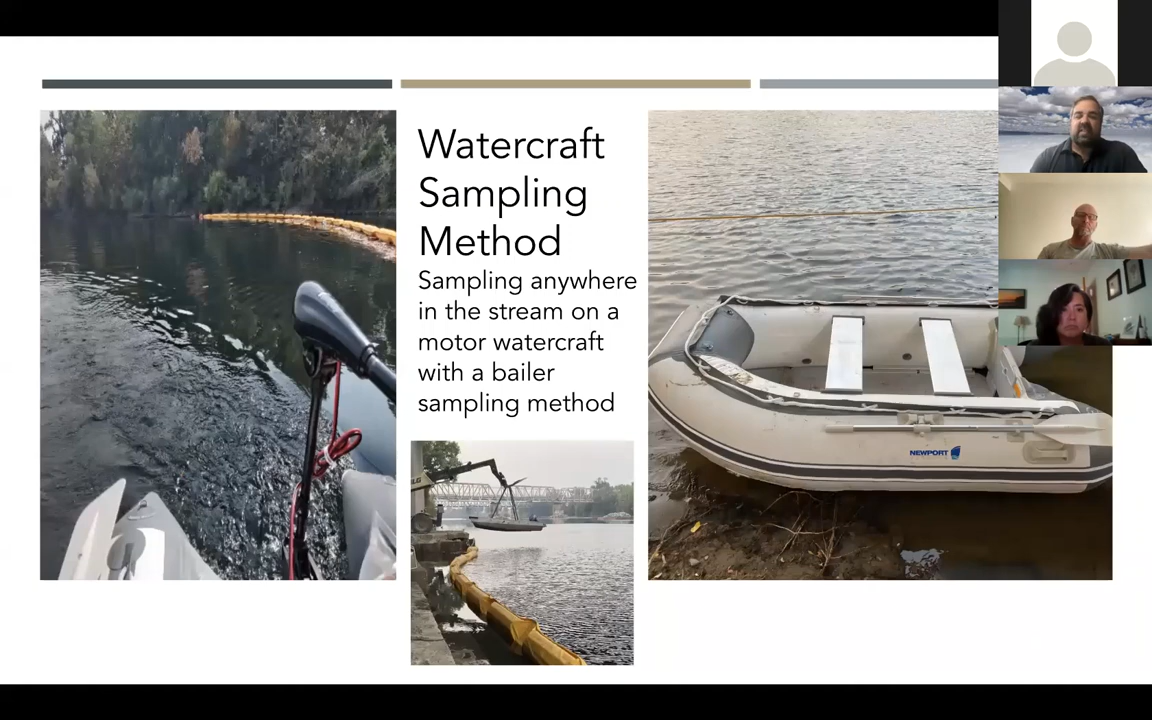 Watercraft
Sampling
Method
Sampling anywhere
in the stream on a
motor watercraft
with a bailer
sampling method
NEWPORT